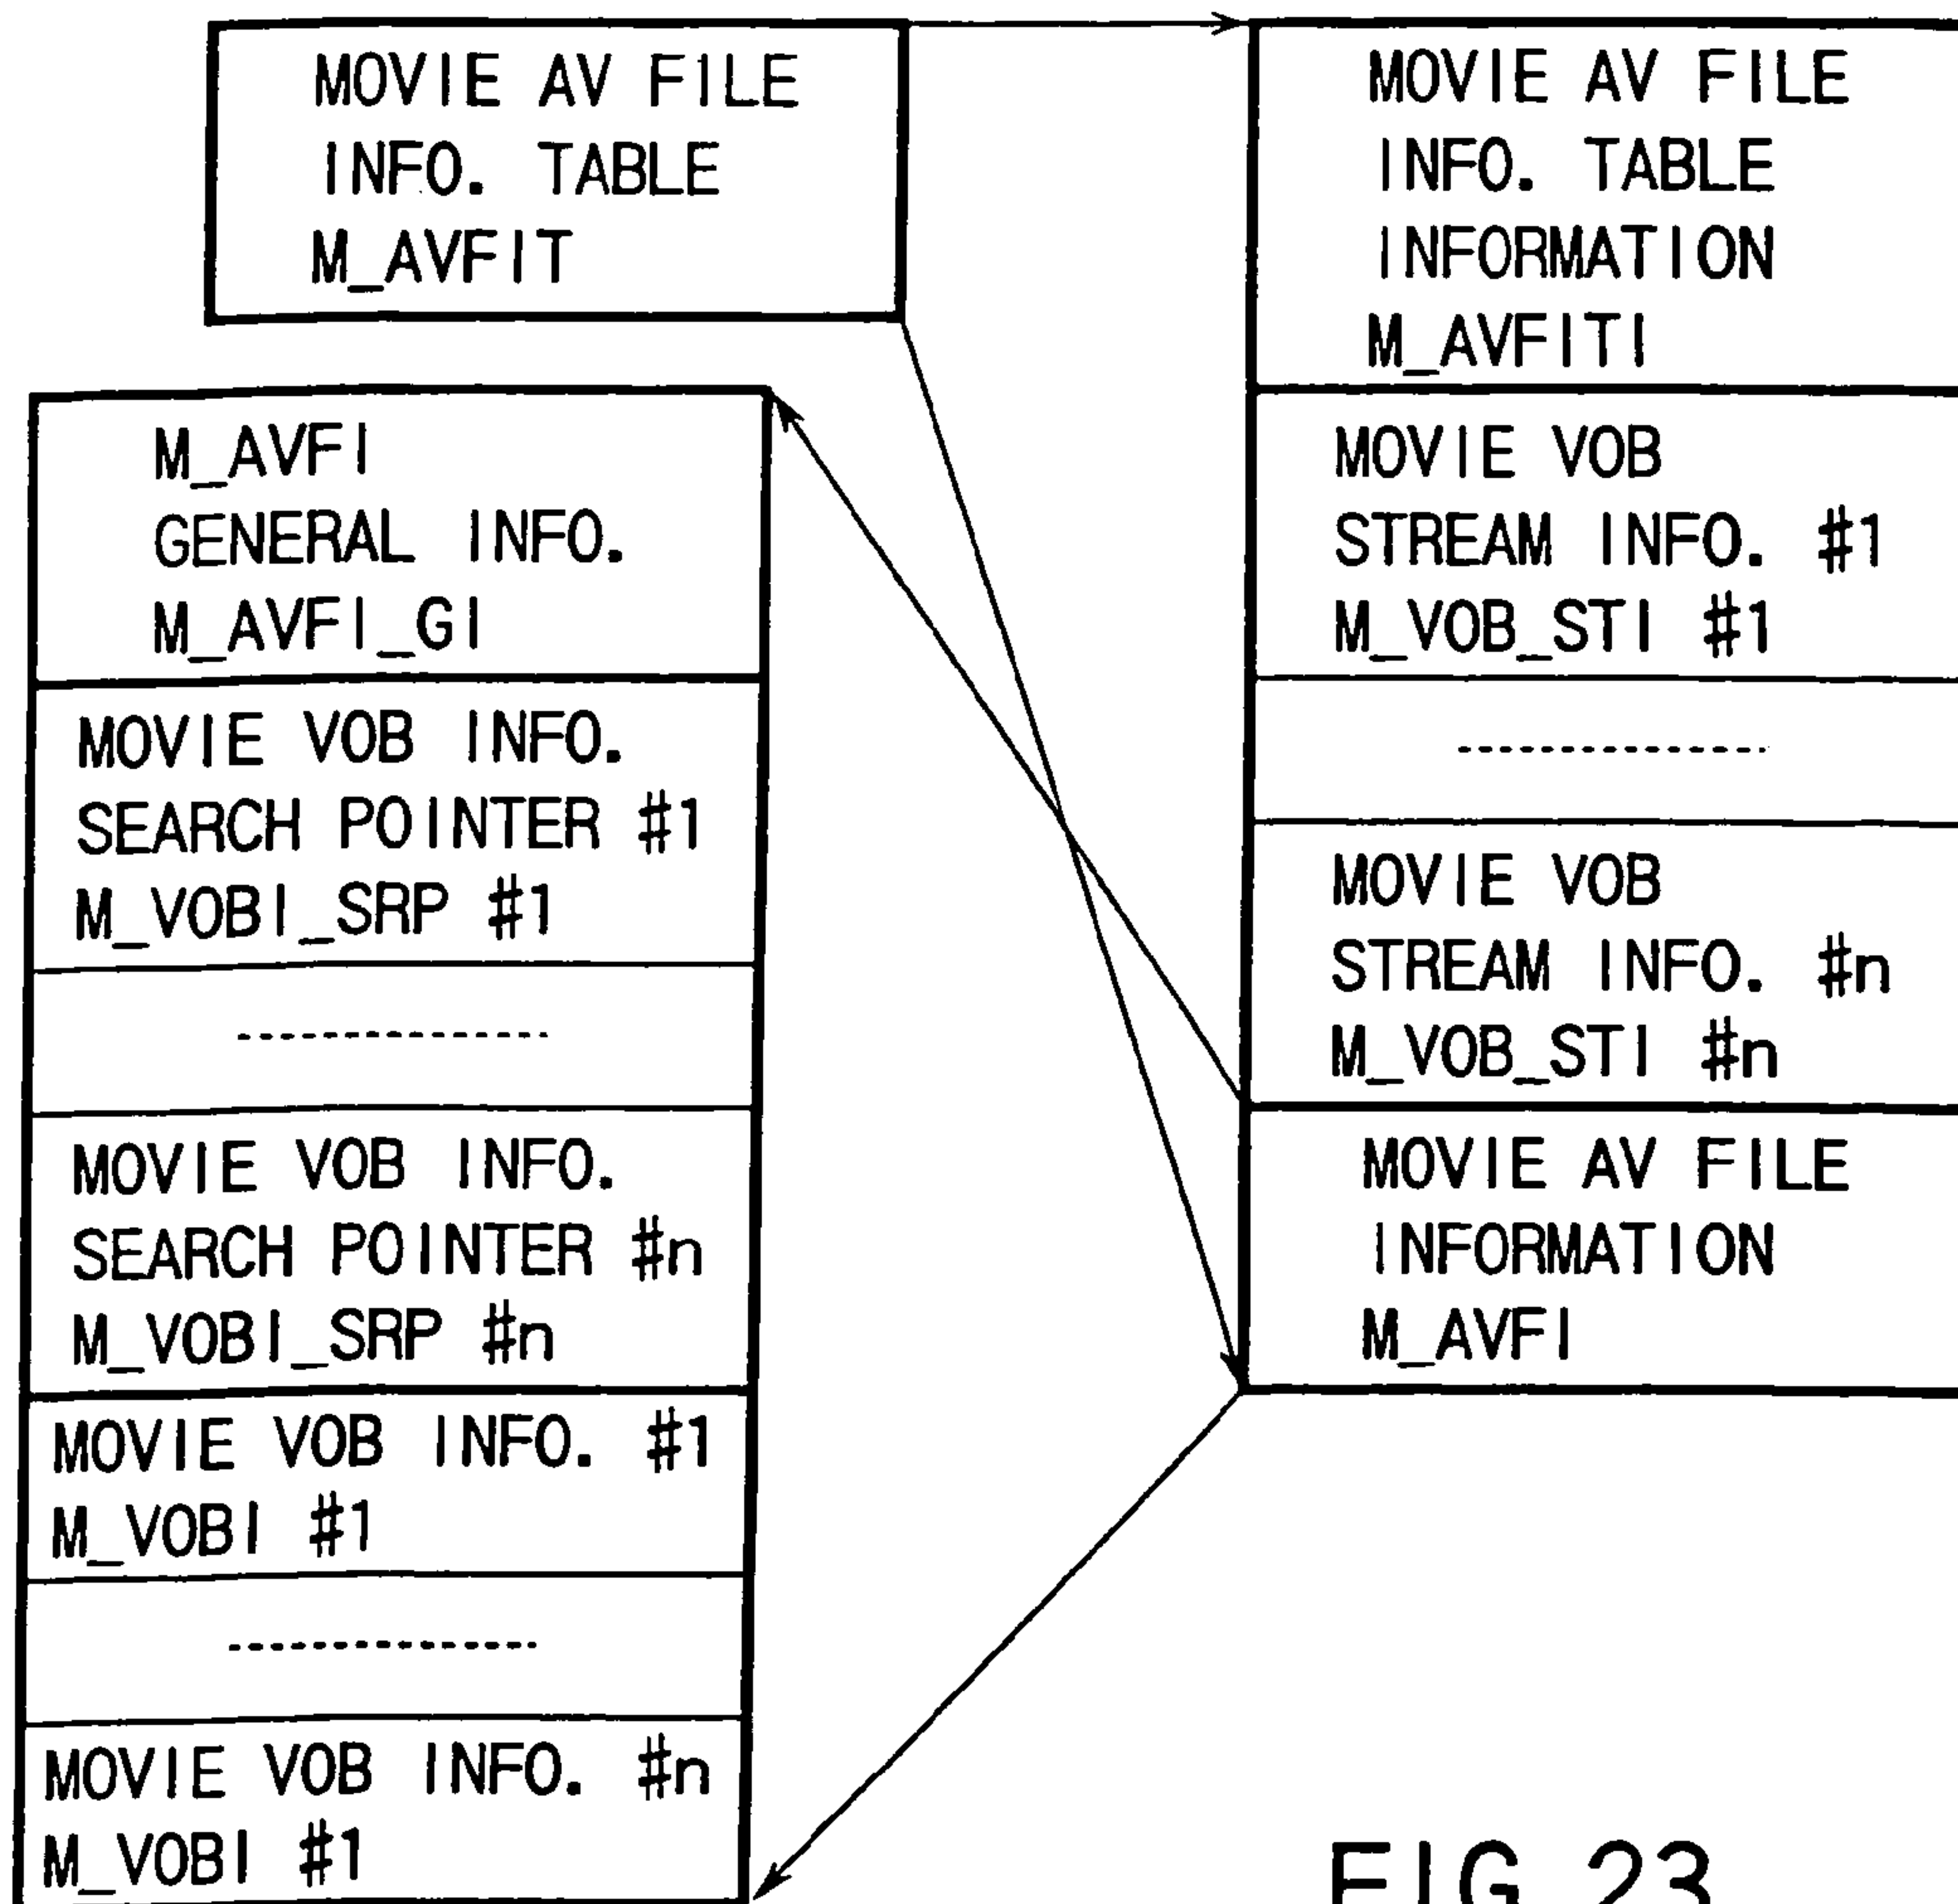 MOVIE AV FILE
INFO. TABLE
M_AVFIT
MOVIE AV FILE
INFO. TABLE
INFORMATION
M_AVFITI
MOVIE VOB
STREAM INFO. #1
M_VOB_STI #1
MOVIE VOB
STREAM INFO. #n
M_VOB_STI #n
MOVIE AV FILE
INFORMATION
M_AVFI
M_AVFI
GENERAL INFO.
M_AVFI_GI
MOVIE VOB INFO.
SEARCH POINTER #1
M_VOBI_SRP #1
MOVIE VOB INFO.
SEARCH POINTER #n
M_VOBI_SRP #n
MOVIE VOB INFO. #1
M_VOBI #1
MOVIE VOB INFO. #n
M_VOBI #1
FIG. 23